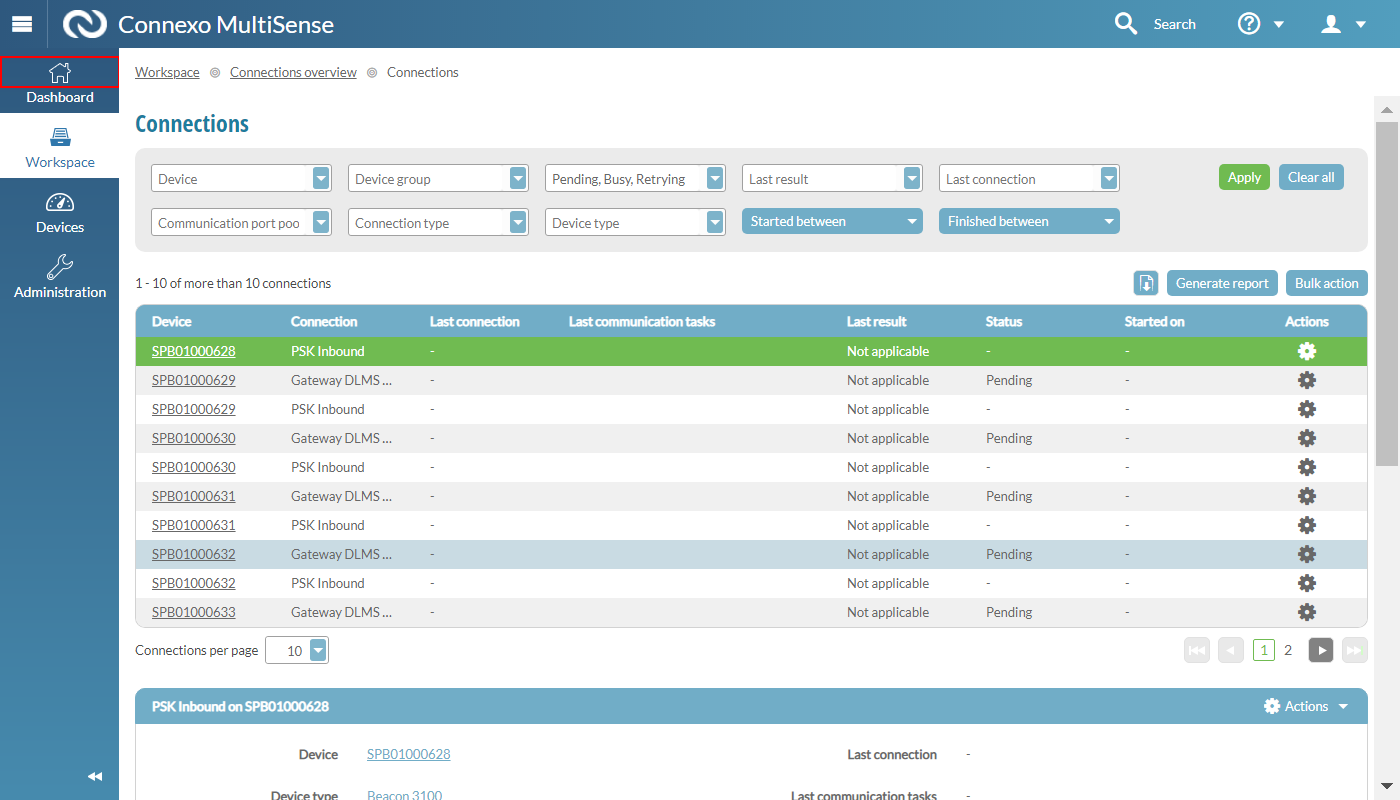 Connexo MultiSense
Search
Dashboard
Workspace
Devices
Administration
Workspace Connections overview Connections
Connections
Device Device group Pending, Busy, Retrying Last result Last connection Apply Clear all
Communication port poo Connection type Device type Started between Finished between
1 - 10 of more than 10 connections Generate report Bulk action
Device Connection Last connection Last communication tasks Last result Status Started on Actions
SPB01000628 PSK Inbound - Not applicable - -
SPB01000629 Gateway DLMS ... - Not applicable Pending -
SPB01000629 PSK Inbound - Not applicable - -
SPB01000630 Gateway DLMS ... - Not applicable Pending -
SPB01000630 PSK Inbound - Not applicable - -
SPB01000631 Gateway DLMS ... - Not applicable Pending -
SPB01000631 PSK Inbound - Not applicable - -
SPB01000632 Gateway DLMS ... - Not applicable Pending -
SPB01000632 PSK Inbound - Not applicable - -
SPB01000633 Gateway DLMS ... - Not applicable Pending -
Connections per page 10 1 2
PSK Inbound on SPB01000628 Actions
Device SPB01000628 Last connection -
Device type Beacon 3100 Last communication tasks -